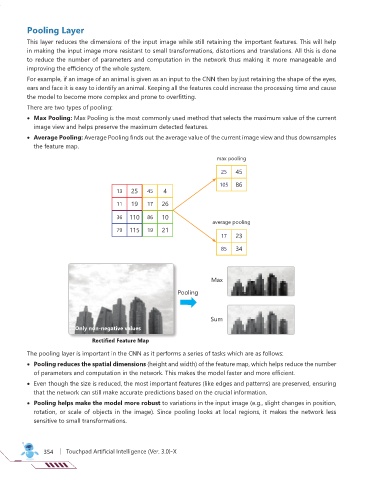 Pooling Layer
This layer reduces the dimensions of the input image while still retaining the important features. This will help
in making the input image more resistant to small transformations, distortions and translations. All this is done
to reduce the number of parameters and computation in the network thus making it more manageable and
improving the efficiency of the whole system.
For example, if an image of an animal is given as an input to the CNN then by just retaining the shape of the eyes,
ears and face it is easy to identify an animal. Keeping all the features could increase the processing time and cause
the model to become more complex and prone to overfitting.
There are two types of pooling:
• Max Pooling: Max Pooling is the most commonly used method that selects the maximum value of the current
image view and helps preserve the maximum detected features.
• Average Pooling: Average Pooling finds out the average value of the current image view and thus downsamples
the feature map.
max pooling
25 45
105 86
13 25 45 4
11 19 17 26
36 110 86 10
79 115 19 21
average pooling
17 23
85 34
Max
Pooling
Sum
Only non-negative values
Rectified Feature Map
The pooling layer is important in the CNN as it performs a series of tasks which are as follows:
• Pooling reduces the spatial dimensions (height and width) of the feature map, which helps reduce the number
of parameters and computation in the network. This makes the model faster and more efficient.
• Even though the size is reduced, the most important features (like edges and patterns) are preserved, ensuring
that the network can still make accurate predictions based on the crucial information.
• Pooling helps make the model more robust to variations in the input image (e.g., slight changes in position,
rotation, or scale of objects in the image). Since pooling looks at local regions, it makes the network less
sensitive to small transformations.
354 | Touchpad Artificial Intelligence (Ver. 3.0)-X